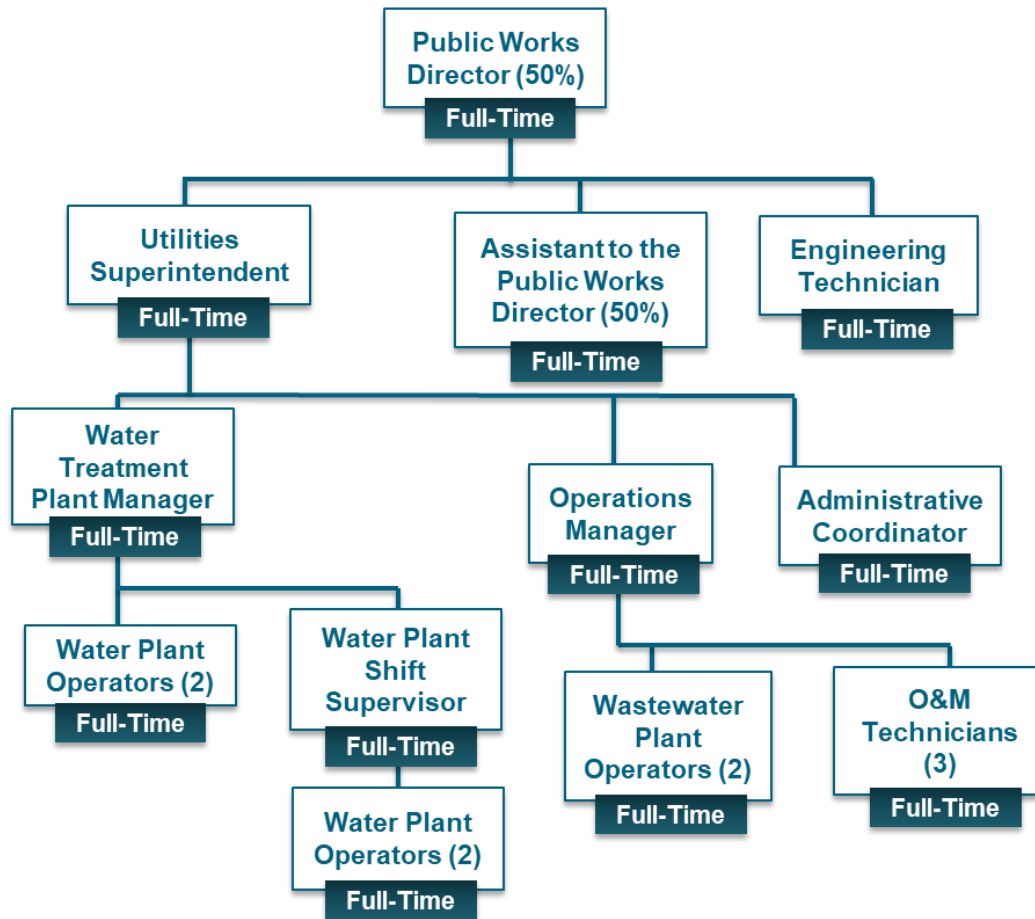 Public Works
Director (50%)
Full-Time
Utilities
Superintendent
Full-Time
Assistant to the
Public Works
Director (50%)
Full-Time
Engineering
Technician
Full-Time
Water
Treatment
Plant Manager
Full-Time
Operations
Manager
Full-Time
Administrative
Coordinator
Full-Time
Water Plant
Operators (2)
Full-Time
Water Plant
Shift
Supervisor
Full-Time
Wastewater
Plant
Operators (2)
Full-Time
O&M
Technicians
(3)
Full-Time
Water Plant
Operators (2)
Full-Time